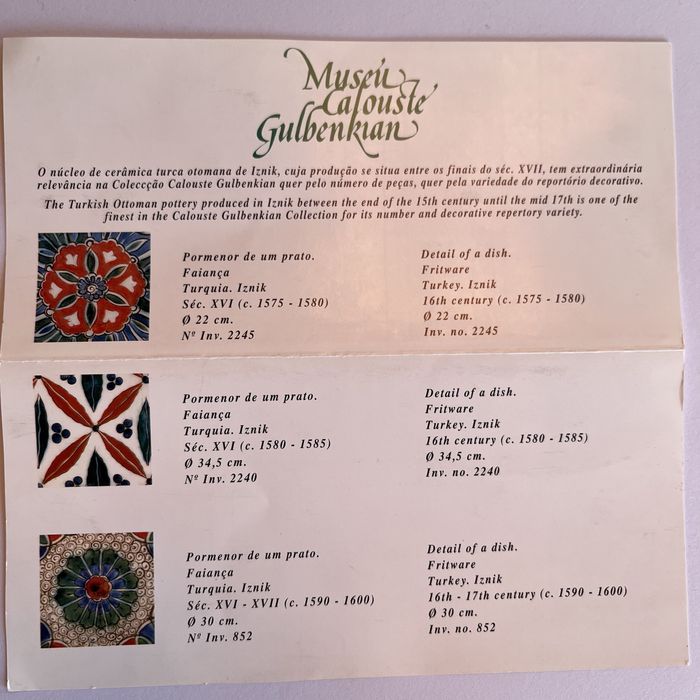 Museu
Calouste
Gulbenkian
O núcleo de cerâmica turca otomana de Iznik, cuja produção se situa entre os finais do séc. XVII, tem extraordinária
relevância na Colecção Calouste Gulbenkian quer pelo número de peças, quer pela variedade do reportório decorativo.
The Turkish Ottoman pottery produced in Iznik between the end of the 15th century until the mid 17th is one of the
finest in the Calouste Gulbenkian Collection for its number and decorative repertory variety.
Pormenor de um prato.
Faiança
Turquia. Iznik
Séc. XVI (c. 1575 - 1580)
Ø 22 cm.
Nº Inv. 2245
Detail of a dish.
Fritware
Turkey. Iznik
16th century (c. 1575 - 1580)
Ø 22 cm.
Inv. no. 2245
Pormenor de um prato.
Faiança
Turquia. Iznik
Séc. XVI (c. 1580 - 1585)
Ø 34,5 cm.
Nº Inv. 2240
Detail of a dish.
Fritware
Turkey. Iznik
16th century (c. 1580 - 1585)
Ø 34,5 cm.
Inv. no. 2240
Pormenor de um prato.
Faiança
Turquia. Iznik
Séc. XVI - XVII (c. 1590 - 1600)
Ø 30 cm.
Nº Inv. 852
Detail of a dish.
Fritware
Turkey. Iznik
16th - 17th century (c. 1590 - 1600)
Ø 30 cm.
Inv. no. 852